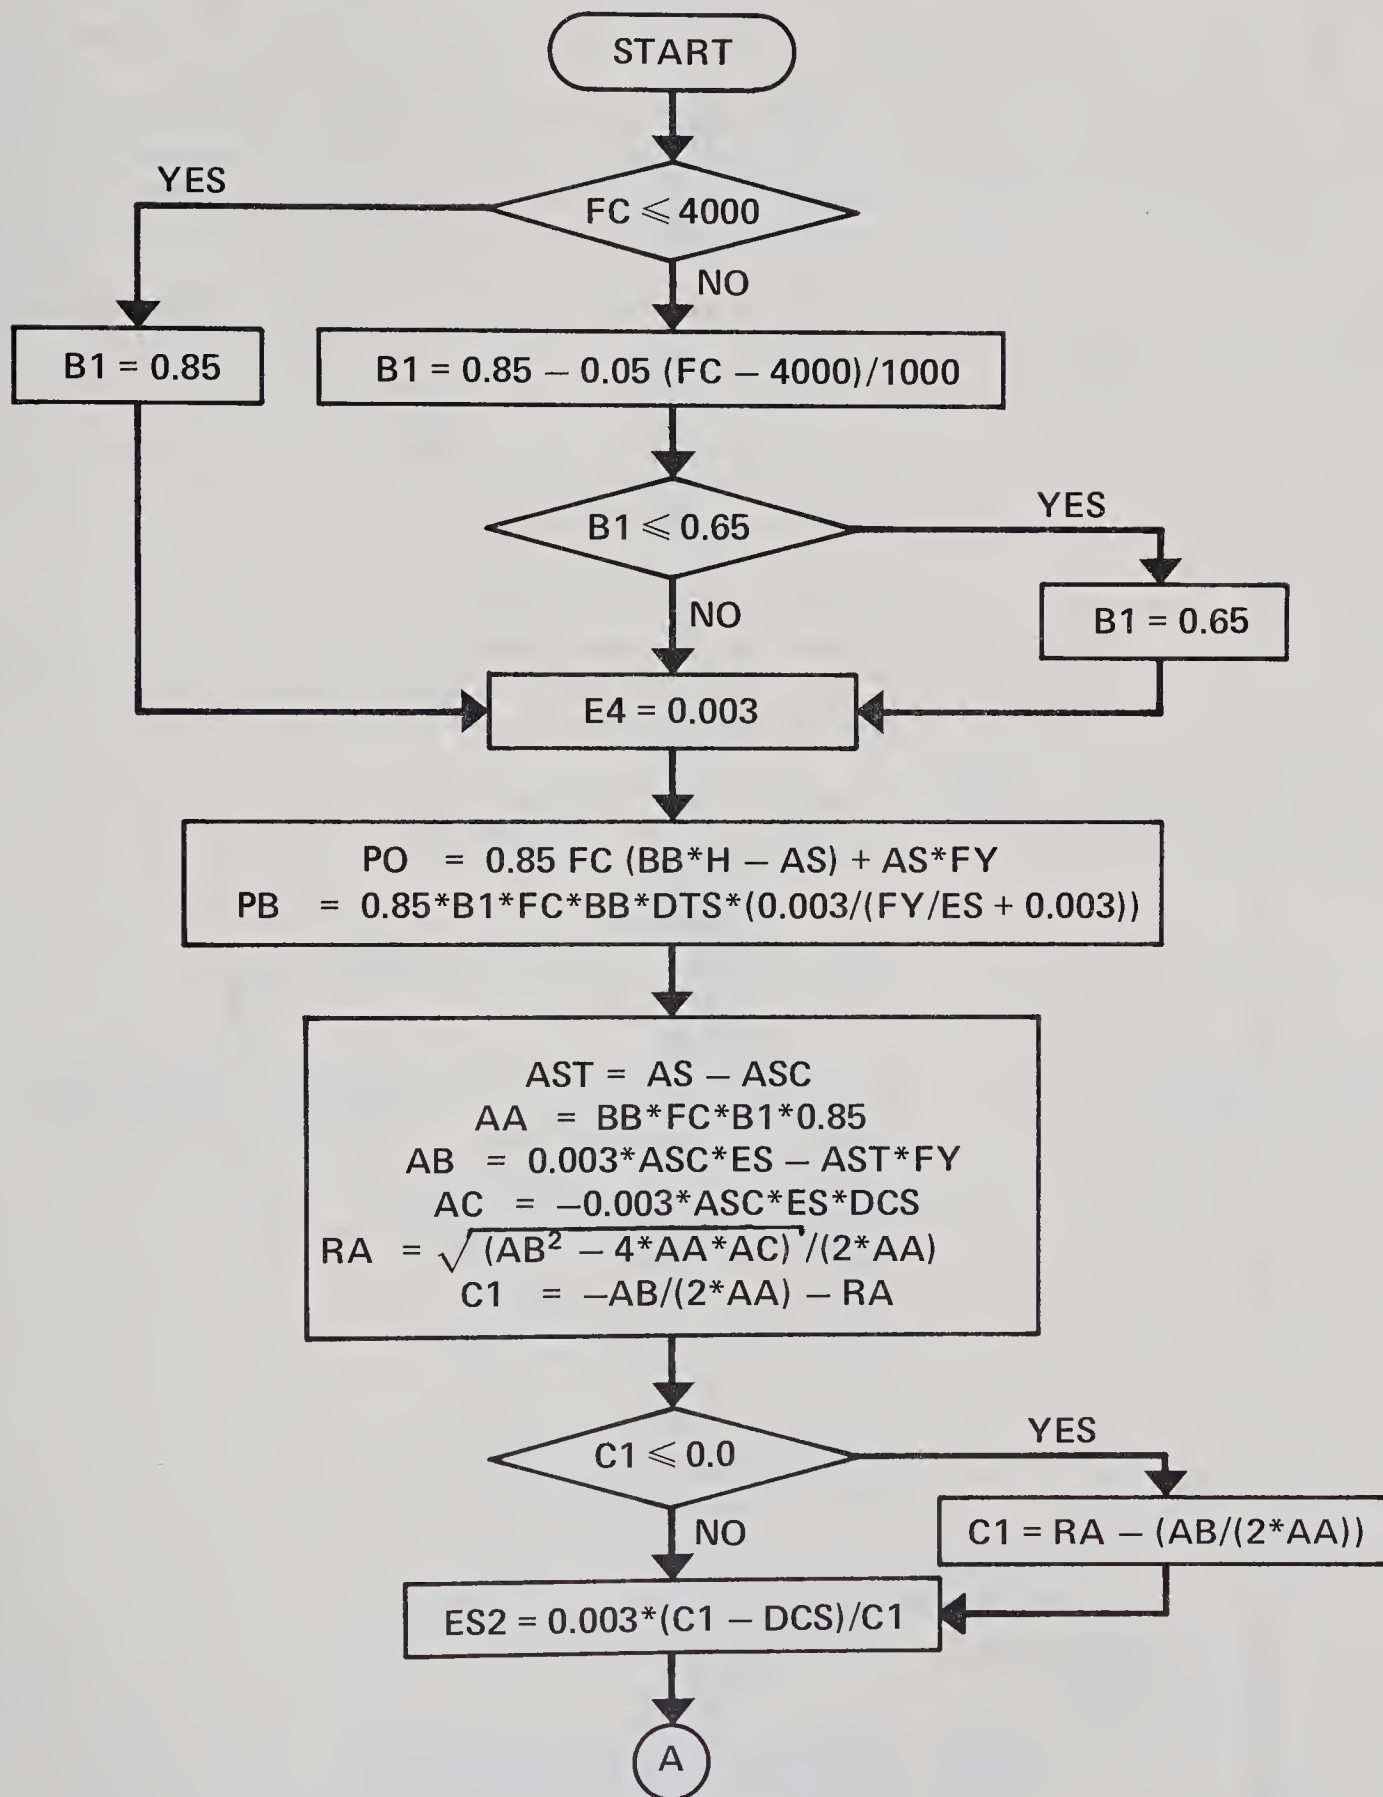 START
YES
FC ⩽ 4000
NO
B1 = 0.85
B1 = 0.85 – 0.05 (FC – 4000)/1000
YES
B1 ⩽ 0.65
NO
B1 = 0.65
E4 = 0.003
PO = 0.85 FC (BB*H – AS) + AS*FY
PB = 0.85*B1*FC*BB*DTS*(0.003/(FY/ES + 0.003))
AST = AS – ASC
AA = BB*FC*B1*0.85
AB = 0.003*ASC*ES – AST*FY
AC = –0.003*ASC*ES*DCS
RA = √(AB² – 4*AA*AC) /(2*AA)
C1 = –AB/(2*AA) – RA
YES
C1 ⩽ 0.0
NO
C1 = RA – (AB/(2*AA))
ES2 = 0.003*(C1 – DCS)/C1
A